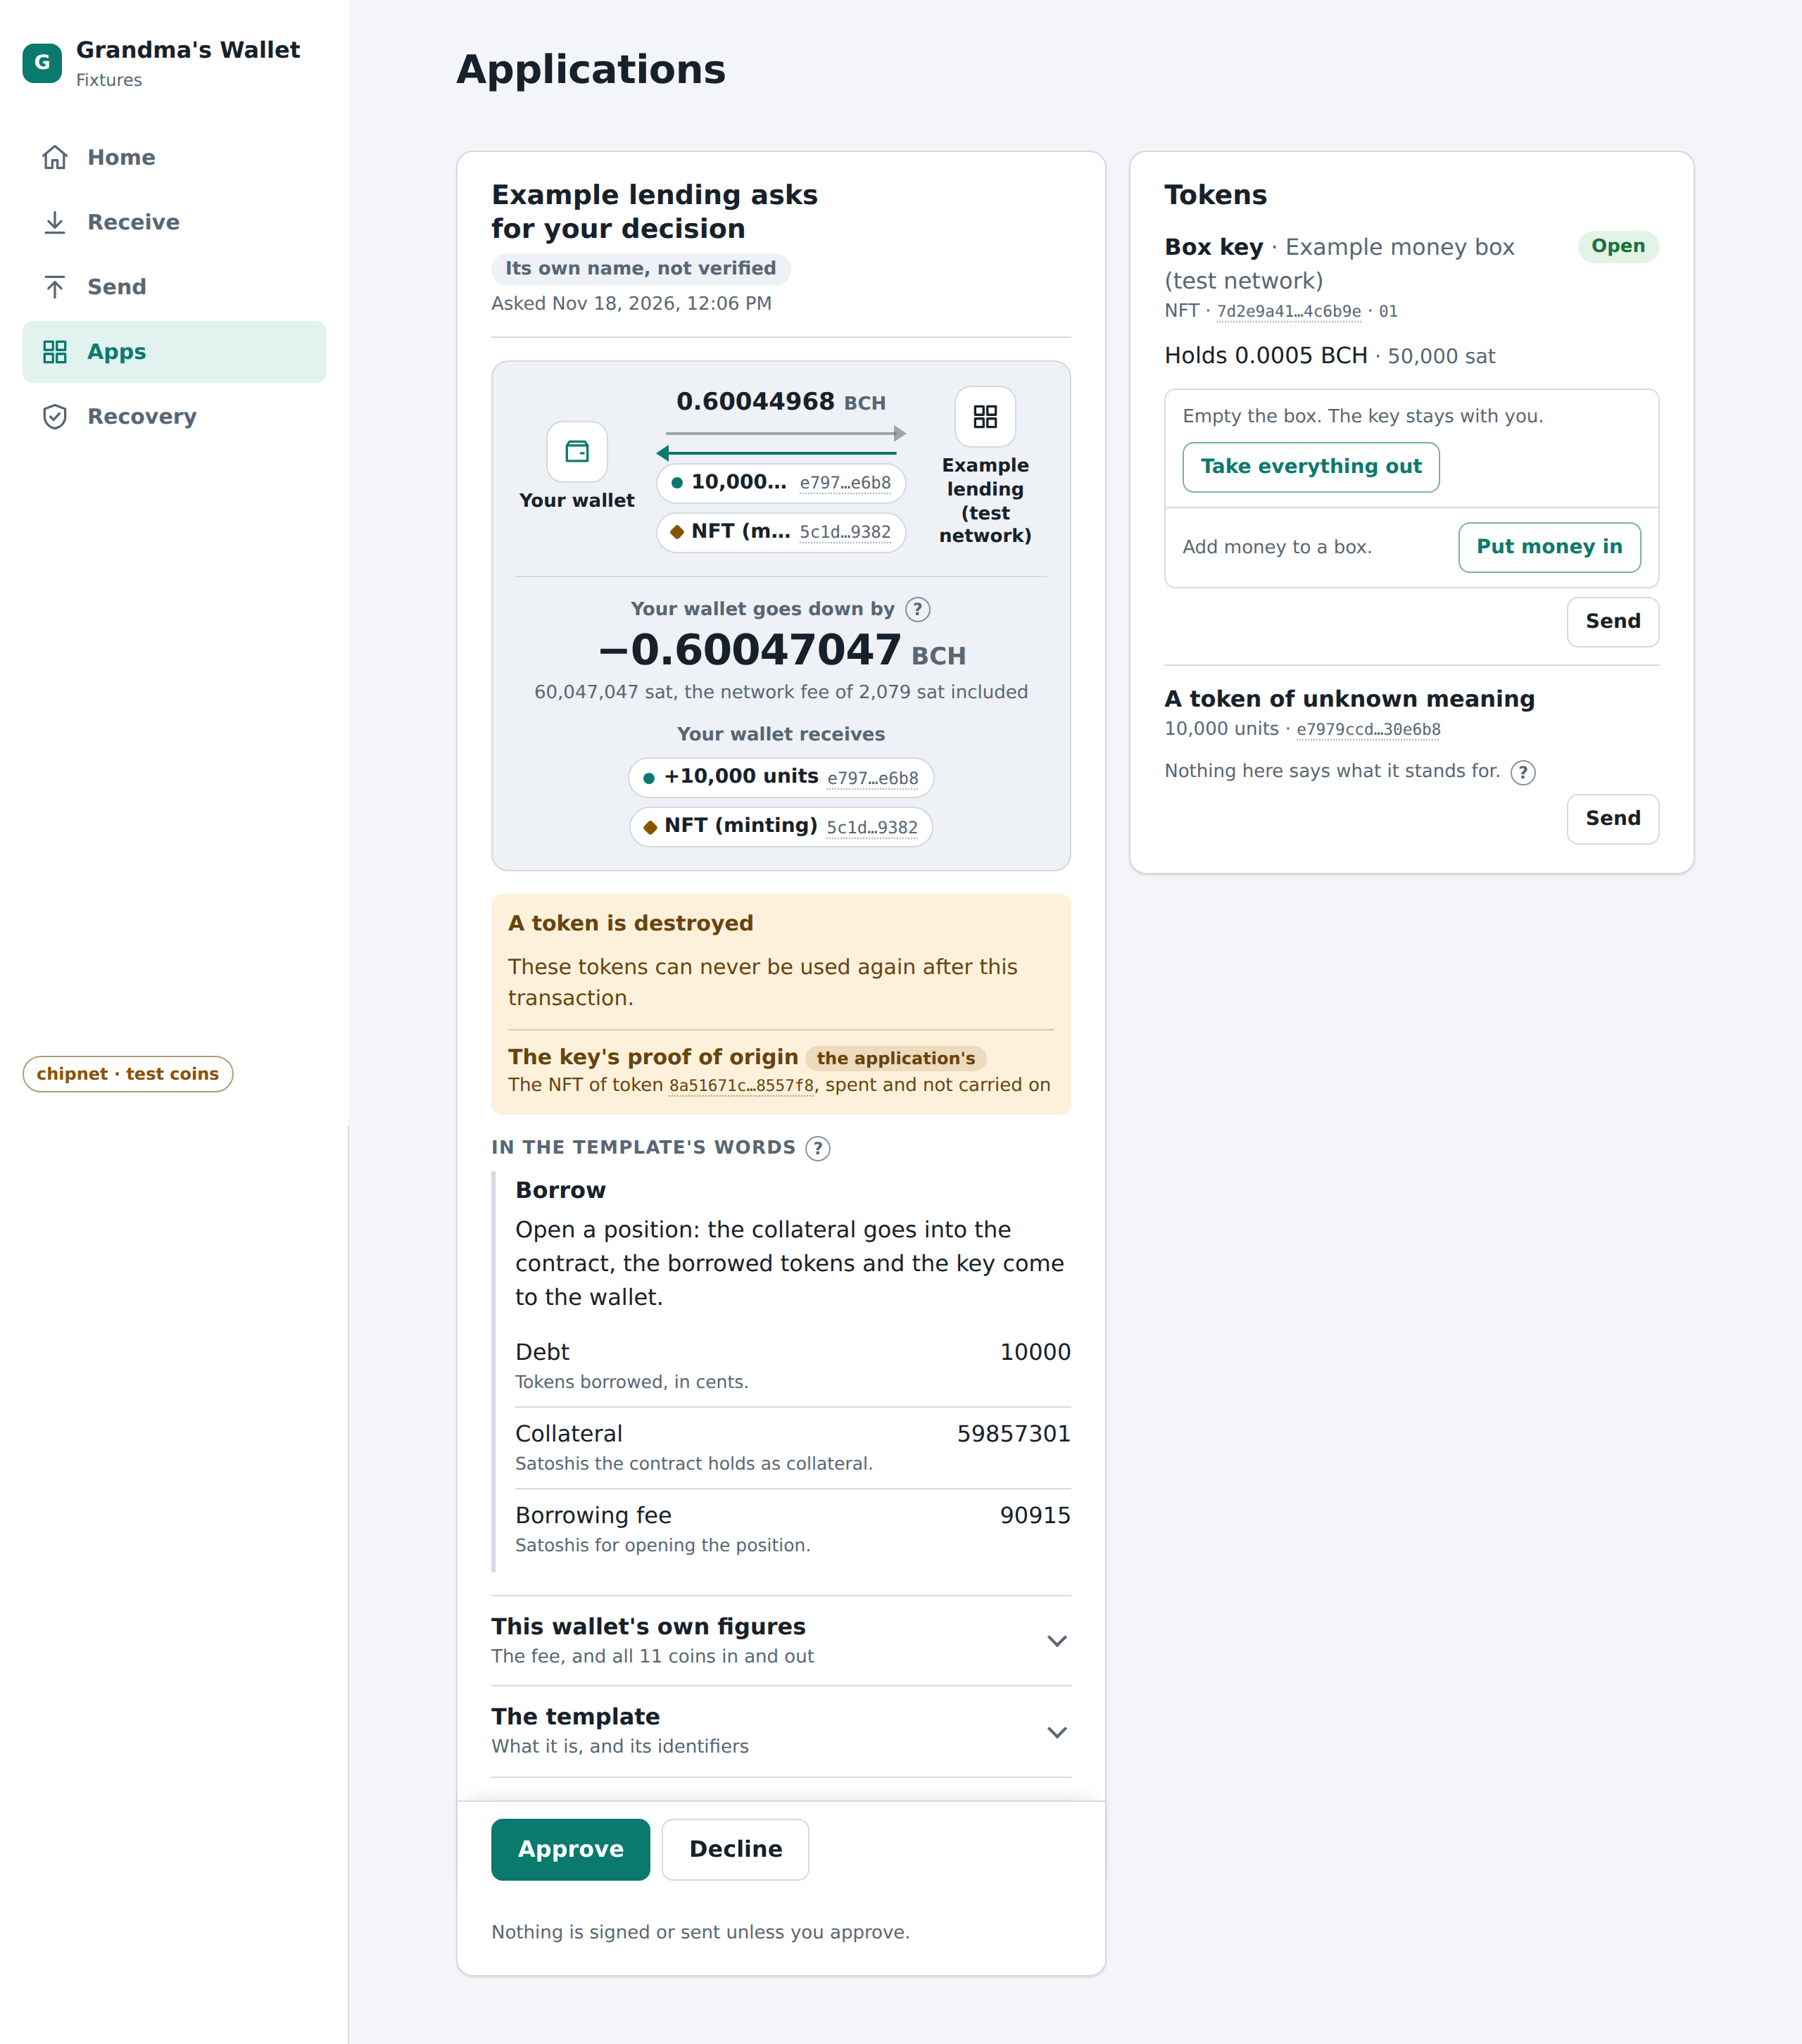 G
Grandma's Wallet
Fixtures
Home
Receive
Send
Apps
Recovery
chipnet · test coins
Applications
Example lending asks
for your decision
Its own name, not verified
Asked Nov 18, 2026, 12:06 PM
Your wallet
0.60044968 BCH
10,000… e797…e6b8
NFT (m… 5c1d…9382
Example
lending
(test
network)
Your wallet goes down by ?
−0.60047047 BCH
60,047,047 sat, the network fee of 2,079 sat included
Your wallet receives
+10,000 units e797…e6b8
NFT (minting) 5c1d…9382
A token is destroyed
These tokens can never be used again after this
transaction.
The key's proof of origin the application's
The NFT of token 8a51671c…8557f8, spent and not carried on
IN THE TEMPLATE'S WORDS ?
Borrow
Open a position: the collateral goes into the
contract, the borrowed tokens and the key come
to the wallet.
Debt 10000
Tokens borrowed, in cents.
Collateral 59857301
Satoshis the contract holds as collateral.
Borrowing fee 90915
Satoshis for opening the position.
This wallet's own figures
The fee, and all 11 coins in and out
The template
What it is, and its identifiers
Approve Decline
Nothing is signed or sent unless you approve.
Tokens
Box key · Example money box
(test network)
Open
NFT · 7d2e9a41…4c6b9e · 01
Holds 0.0005 BCH · 50,000 sat
Empty the box. The key stays with you.
Take everything out
Add money to a box. Put money in
Send
A token of unknown meaning
10,000 units · e7979ccd…30e6b8
Nothing here says what it stands for. ?
Send